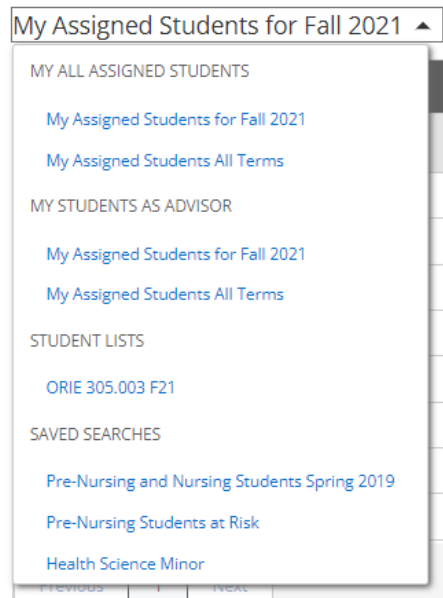 My Assigned Students for Fall 2021
MY ALL ASSIGNED STUDENTS
My Assigned Students for Fall 2021
My Assigned Students All Terms
MY STUDENTS AS ADVISOR
My Assigned Students for Fall 2021
My Assigned Students All Terms
STUDENT LISTS
ORIE 305.003 F21
SAVED SEARCHES
Pre-Nursing and Nursing Students Spring 2019
Pre-Nursing Students at Risk
Health Science Minor
Previous 1 Next